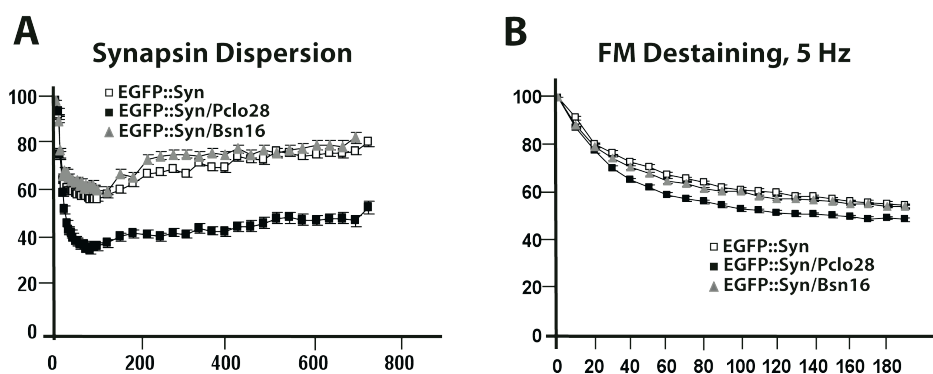 A
Synapsin Dispersion
100
80
60
40
20
0
EGFP::Syn
EGFP::Syn/Pclo28
EGFP::Syn/Bsn16
0 200 400 600 800
B
FM Destaining, 5 Hz
100
80
60
40
20
0
EGFP::Syn
EGFP::Syn/Pclo28
EGFP::Syn/Bsn16
0 20 40 60 80 100 120 140 160 180